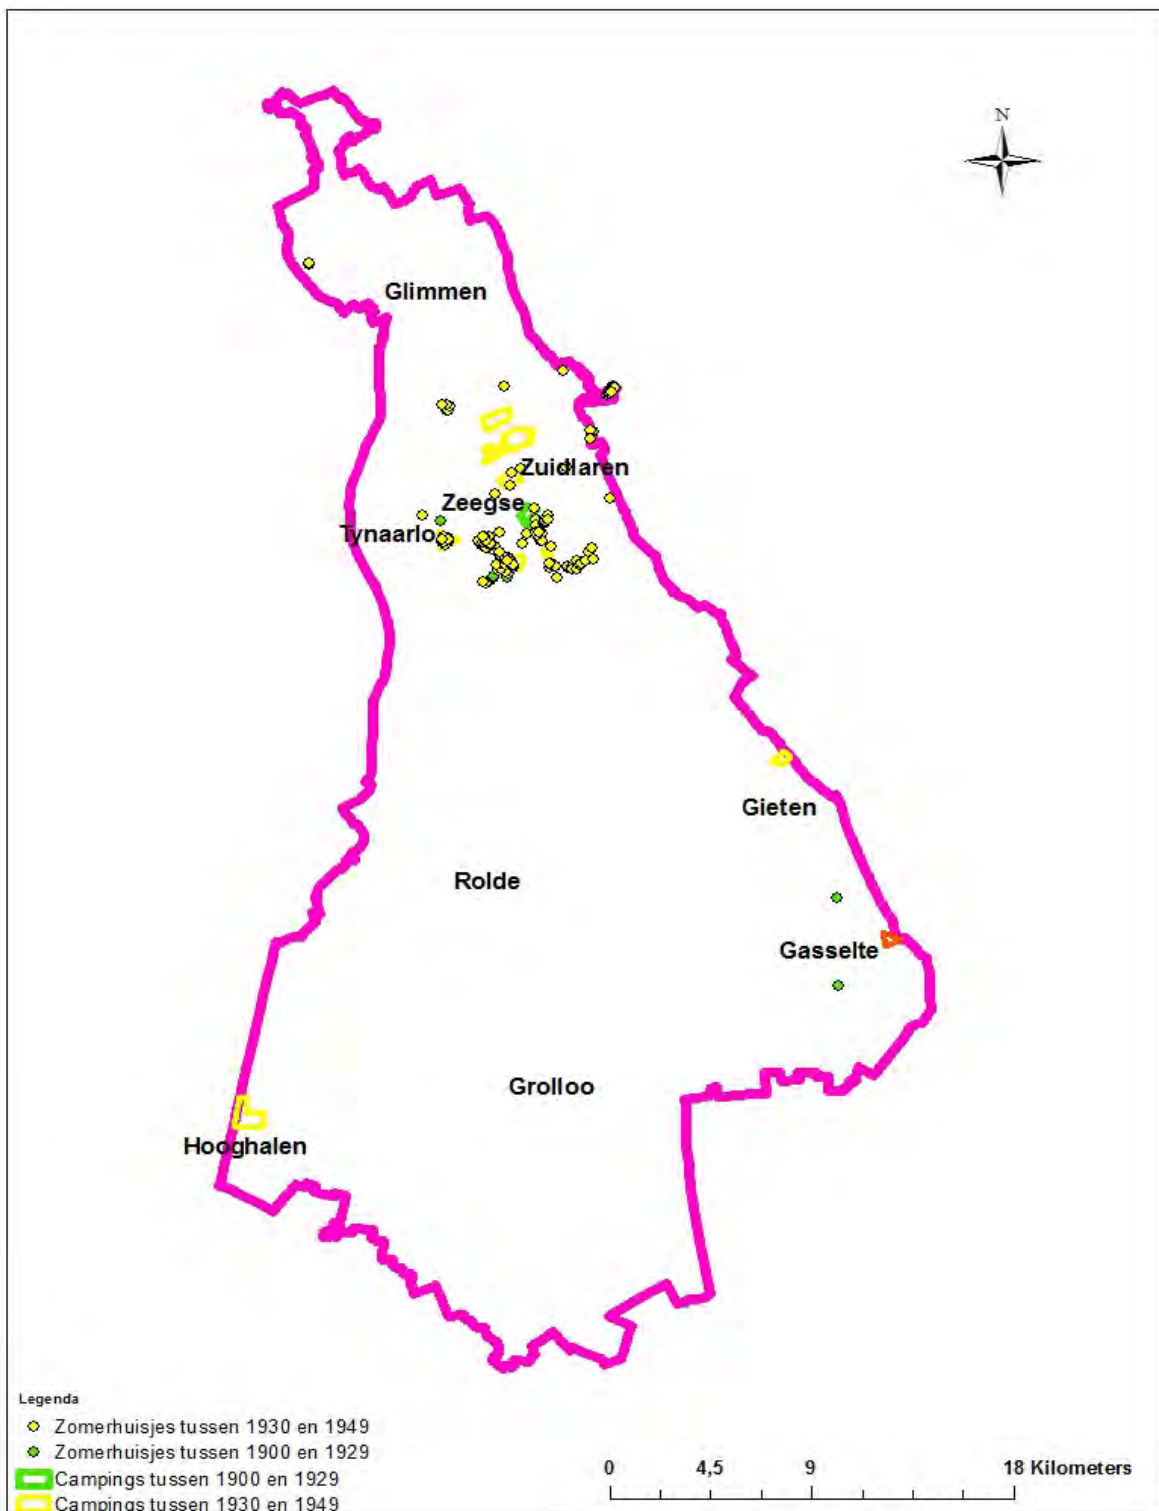 N
Glimmen
Zuidlaren
Zeegse
Tynaarlo
Gieten
Rolde
Gasselte
Grolloo
Hooghalen
Legenda
Zomerhuisjes tussen 1930 en 1949
Zomerhuisjes tussen 1900 en 1929
Campings tussen 1900 en 1929
Campings tussen 1930 en 1949
0 4,5 9 18 Kilometers